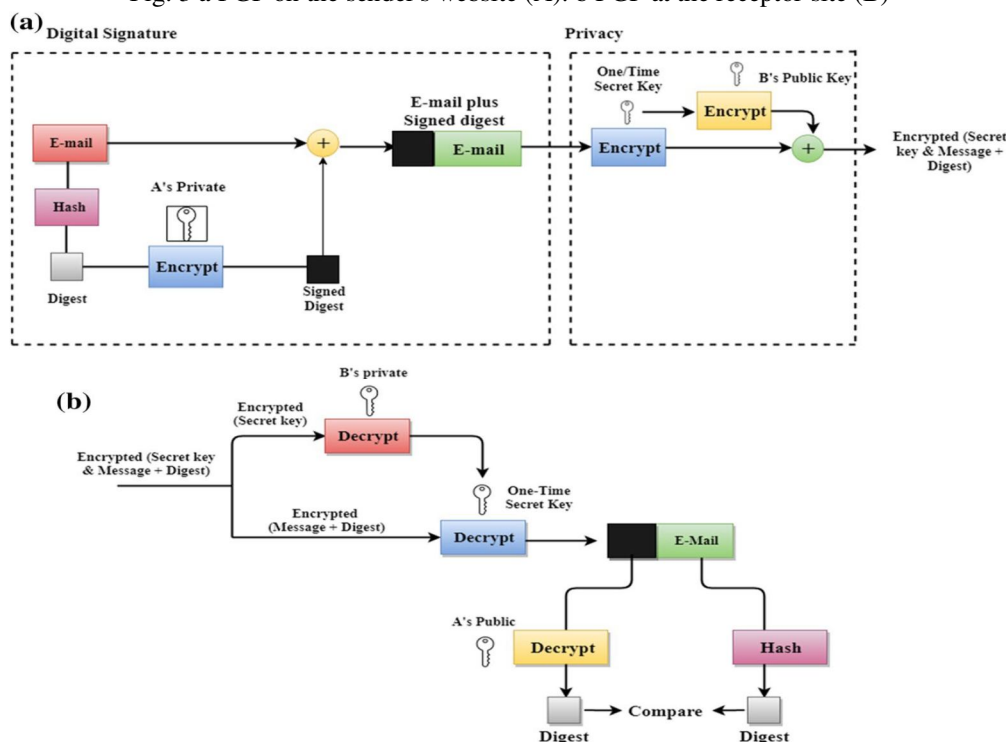 Fig. 5 a PGP on the sender's website (A). b PGP at the receptor site (B)
(a)
Digital Signature
Privacy
One/Time
Secret Key
B's Public Key
E-mail plus
Signed digest
Encrypt
E-mail
+
E-mail
Encrypt
+
Encrypted (Secret
key & Message +
Digest)
A's Private
Hash
Encrypt
Digest
Signed
Digest
(b)
B's private
Encrypted
(Secret key)
Decrypt
Encrypted (Secret key
& Message + Digest)
One-Time
Secret Key
Encrypted
(Message + Digest)
Decrypt
E-Mail
A's Public
Decrypt
Hash
Compare
Digest
Digest